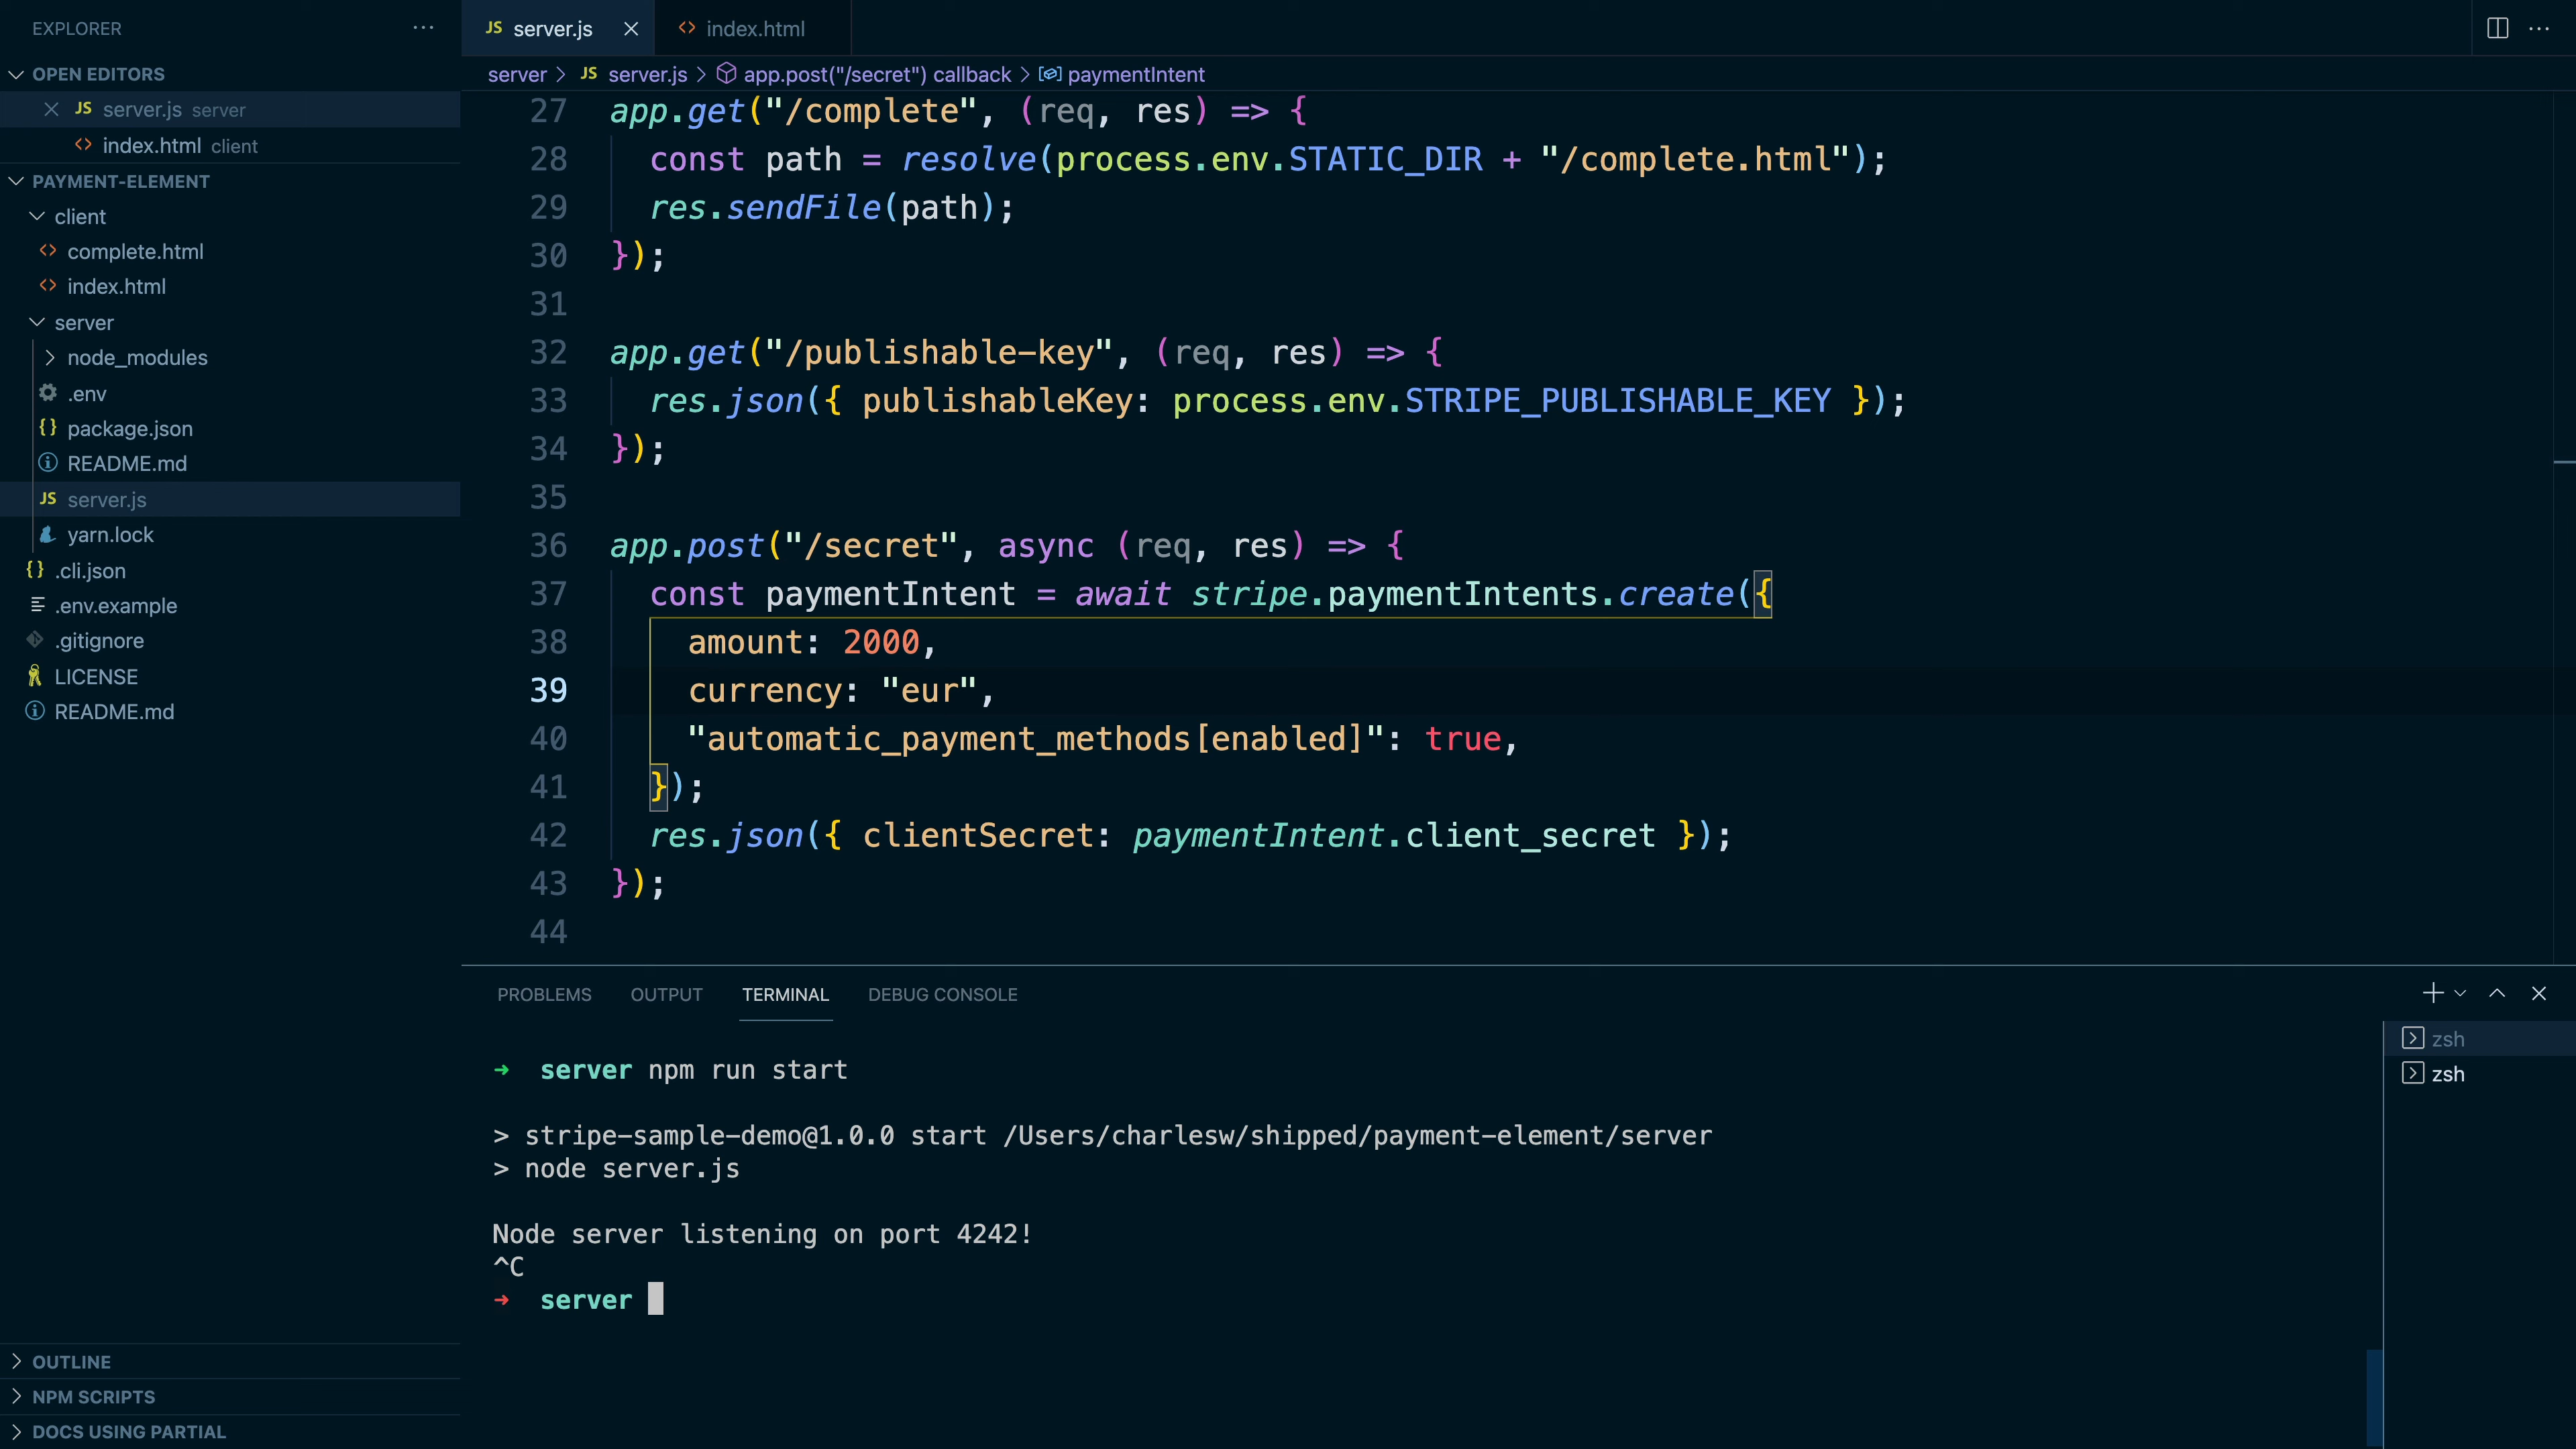 EXPLORER
OPEN EDITORS
JS server.js server
index.html client
PAYMENT-ELEMENT
client
complete.html
index.html
server
node_modules
.env
{} package.json
README.md
JS server.js
yarn.lock
{} .cli.json
.env.example
.gitignore
LICENSE
README.md
OUTLINE
NPM SCRIPTS
DOCS USING PARTIAL
JS server.js
<> index.html
server > JS server.js > app.post("/secret") callback > paymentIntent
27 app.get("/complete", (req, res) => {
28 const path = resolve(process.env.STATIC_DIR + "/complete.html");
29 res.sendFile(path);
30 });
31
32 app.get("/publishable-key", (req, res) => {
33 res.json({ publishableKey: process.env.STRIPE_PUBLISHABLE_KEY });
34 });
35
36 app.post("/secret", async (req, res) => {
37 const paymentIntent = await stripe.paymentIntents.create({
38 amount: 2000,
39 currency: "eur",
40 "automatic_payment_methods[enabled]": true,
41 });
42 res.json({ clientSecret: paymentIntent.client_secret });
43 });
44
PROBLEMS OUTPUT TERMINAL DEBUG CONSOLE
➜ server npm run start
> stripe-sample-demo@1.0.0 start /Users/charlesw/shipped/payment-element/server
> node server.js
Node server listening on port 4242!
^C
➜ server
zsh
zsh